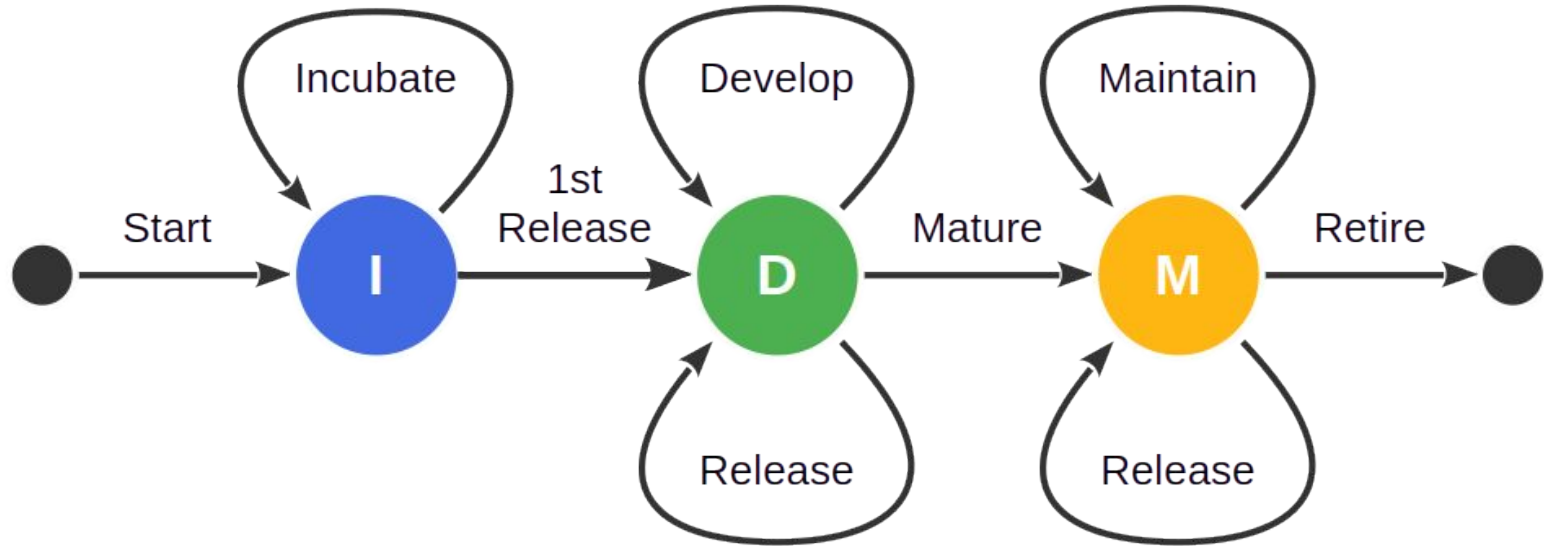 Incubate
Develop
Maintain
Start
1st
Release
Mature
Retire
I
D
M
Release
Release